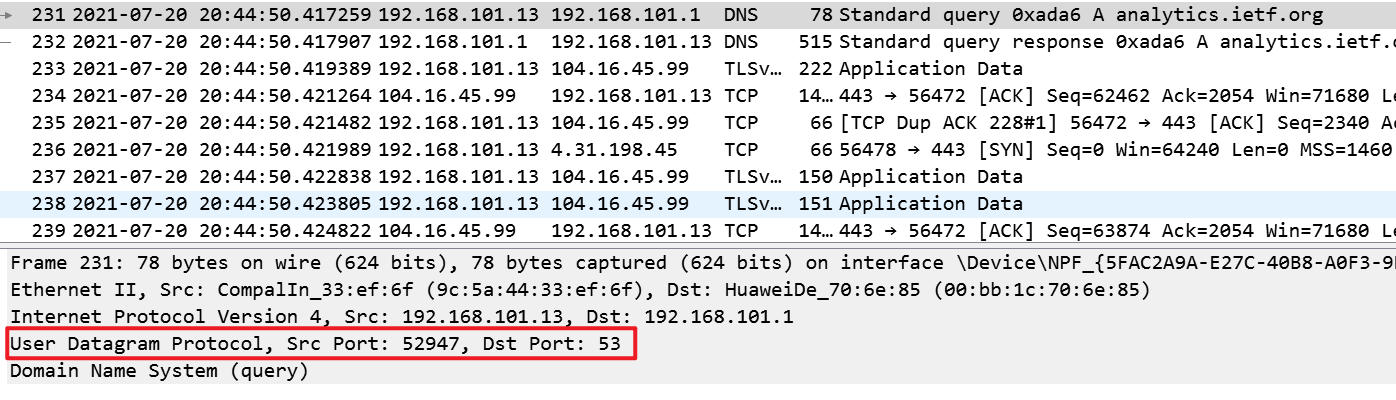 231 2021-07-20 20:44:50.417259 192.168.101.13 192.168.101.1 DNS 78 Standard query 0xada6 A analytics.ietf.org
232 2021-07-20 20:44:50.417907 192.168.101.1 192.168.101.13 DNS 515 Standard query response 0xada6 A analytics.ietf.
233 2021-07-20 20:44:50.419389 192.168.101.13 104.16.45.99 TLSv… 222 Application Data
234 2021-07-20 20:44:50.421264 104.16.45.99 192.168.101.13 TCP 14… 443 → 56472 [ACK] Seq=62462 Ack=2054 Win=71680 Le
235 2021-07-20 20:44:50.421482 192.168.101.13 104.16.45.99 TCP 66 [TCP Dup ACK 228#1] 56472 → 443 [ACK] Seq=2340 Ac
236 2021-07-20 20:44:50.421989 192.168.101.13 4.31.198.45 TCP 66 56478 → 443 [SYN] Seq=0 Win=64240 Len=0 MSS=1460
237 2021-07-20 20:44:50.422838 192.168.101.13 104.16.45.99 TLSv… 150 Application Data
238 2021-07-20 20:44:50.423805 192.168.101.13 104.16.45.99 TLSv… 151 Application Data
239 2021-07-20 20:44:50.424822 104.16.45.99 192.168.101.13 TCP 14… 443 → 56472 [ACK] Seq=63874 Ack=2054 Win=71680 Le
Frame 231: 78 bytes on wire (624 bits), 78 bytes captured (624 bits) on interface \Device\NPF_{5FAC2A9A-E27C-40B8-A0F3-9
Ethernet II, Src: CompalIn_33:ef:6f (9c:5a:44:33:ef:6f), Dst: HuaweiDe_70:6e:85 (00:bb:1c:70:6e:85)
Internet Protocol Version 4, Src: 192.168.101.13, Dst: 192.168.101.1
User Datagram Protocol, Src Port: 52947, Dst Port: 53
Domain Name System (query)